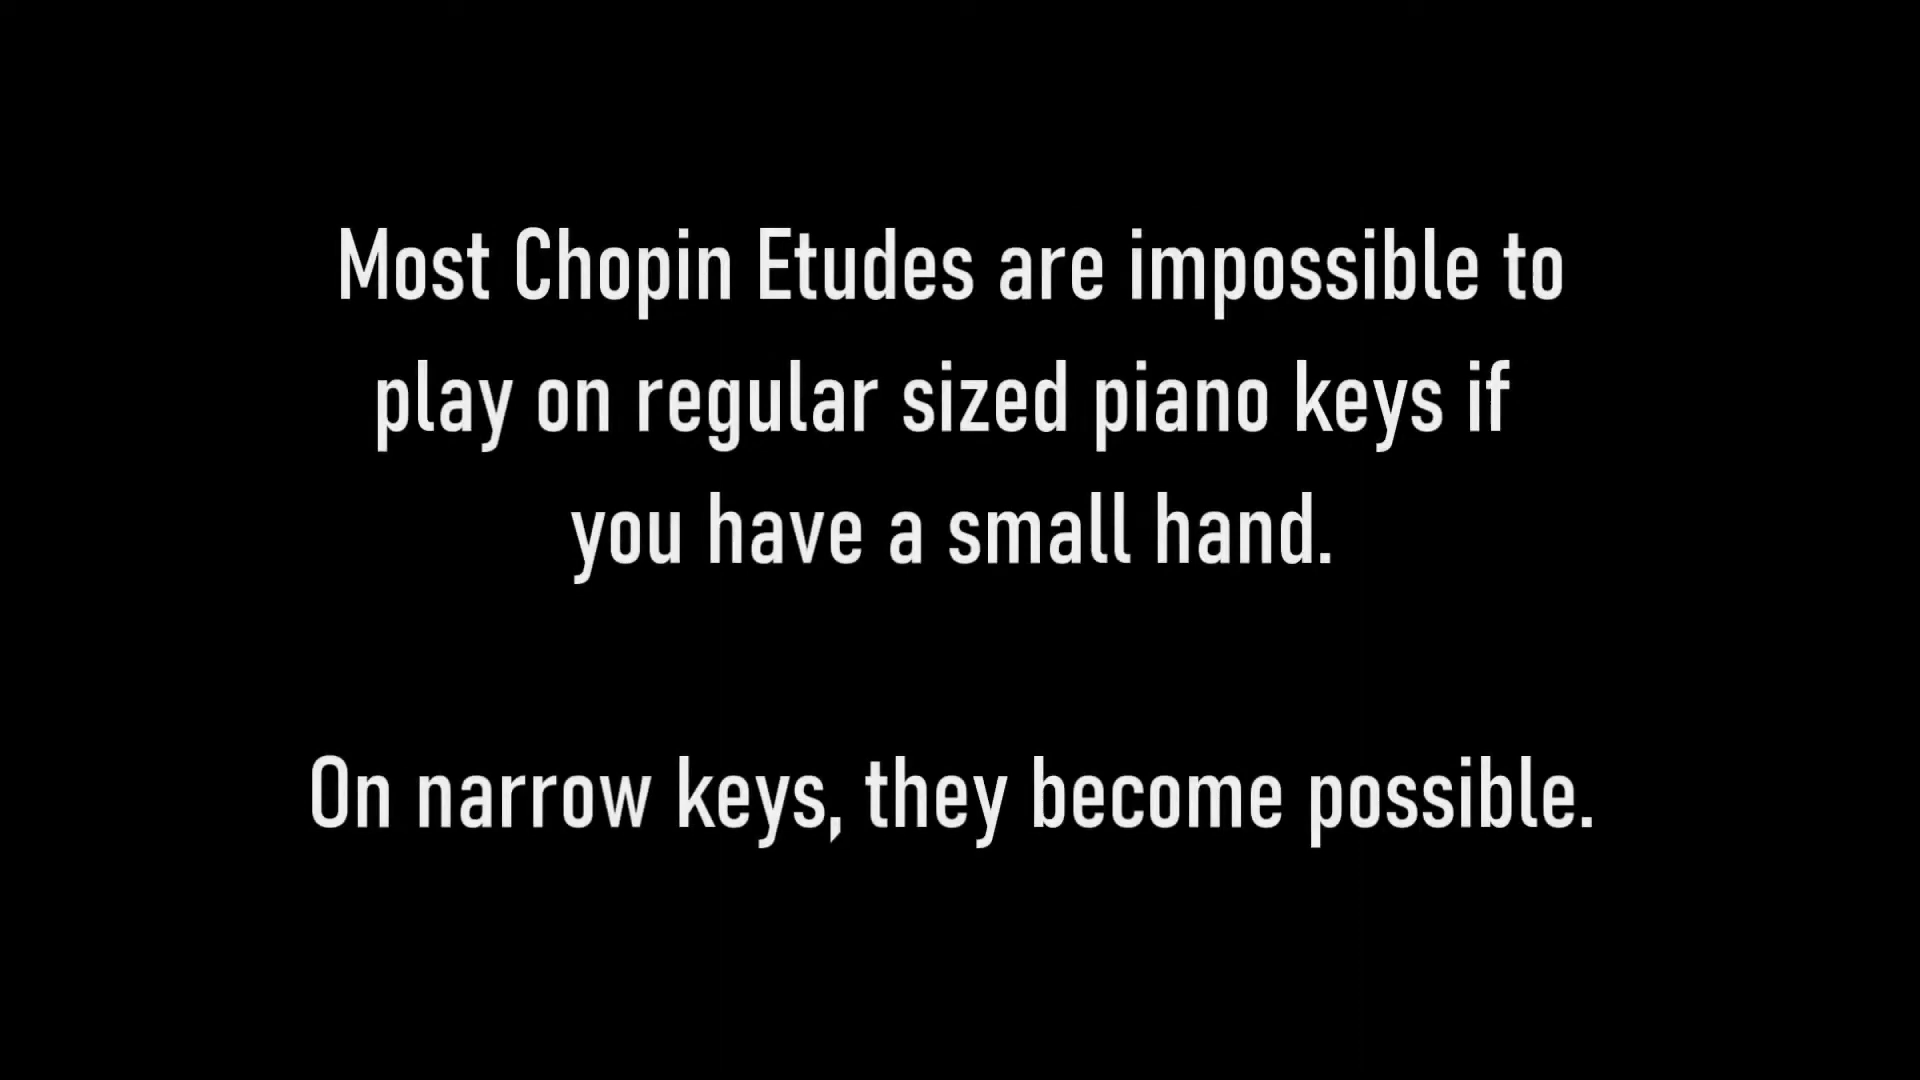 Most Chopin Etudes are impossible to
play on regular sized piano keys if
you have a small hand.
On narrow keys, they become possible.